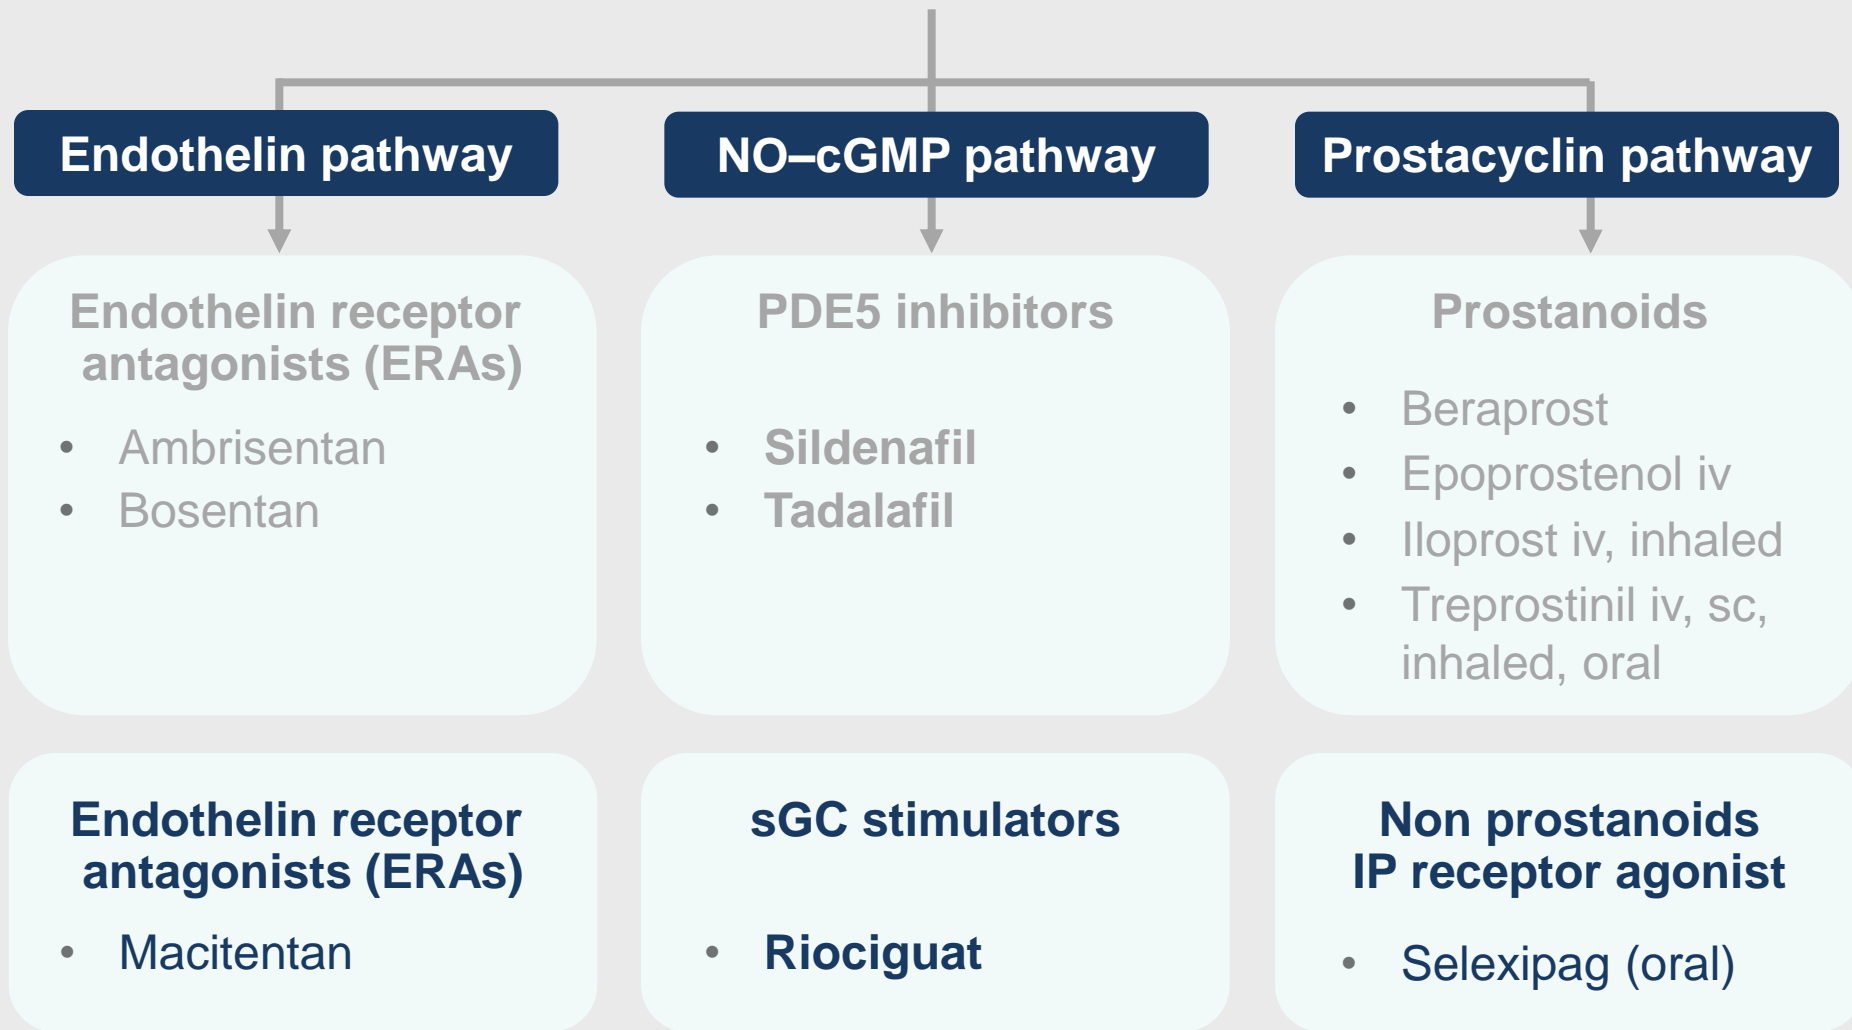 Endothelin pathway
NO–cGMP pathway
Prostacyclin pathway
Endothelin receptor
antagonists (ERAs)
• Ambrisentan
• Bosentan
PDE5 inhibitors
• Sildenafil
• Tadalafil
Prostanoids
• Beraprost
• Epoprostenol iv
• Iloprost iv, inhaled
• Treprostinil iv, sc,
inhaled, oral
Endothelin receptor
antagonists (ERAs)
• Macitentan
sGC stimulators
• Riociguat
Non prostanoids
IP receptor agonist
• Selexipag (oral)